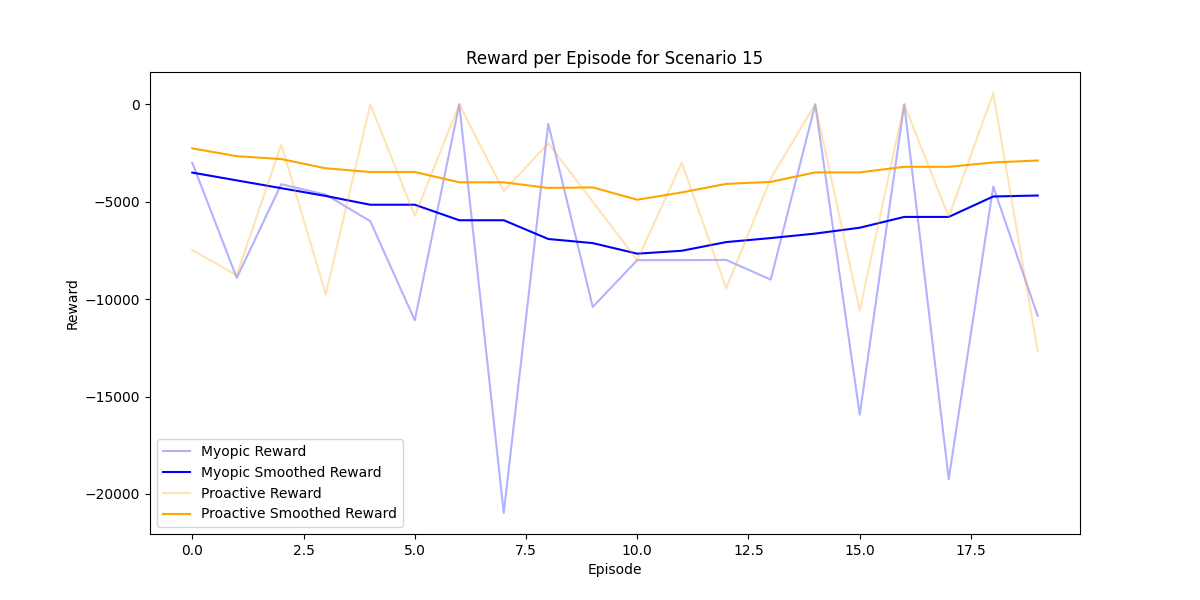 Reward per Episode for Scenario 15
Reward
0
−5000
−10000
−15000
−20000
Myopic Reward
Myopic Smoothed Reward
Proactive Reward
Proactive Smoothed Reward
0.0 2.5 5.0 7.5 10.0 12.5 15.0 17.5
Episode